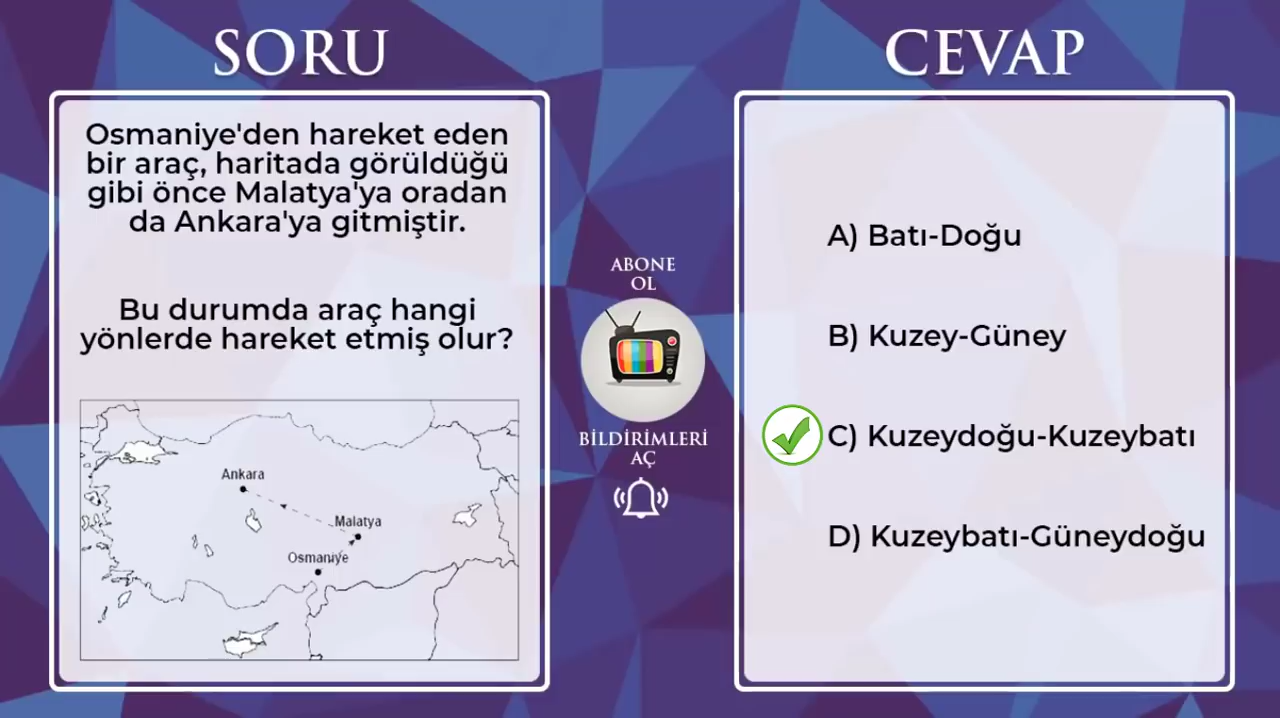 SORU
Osmaniye'den hareket eden
bir araç, haritada görüldüğü
gibi önce Malatya'ya oradan
da Ankara'ya gitmiştir.
Bu durumda araç hangi
yönlerde hareket etmiş olur?
Ankara
Malatya
Osmaniye
ABONE
OL
BİLDİRİMLERİ
AÇ
CEVAP
A) Batı-Doğu
B) Kuzey-Güney
C) Kuzeydoğu-Kuzeybatı
D) Kuzeybatı-Güneydoğu